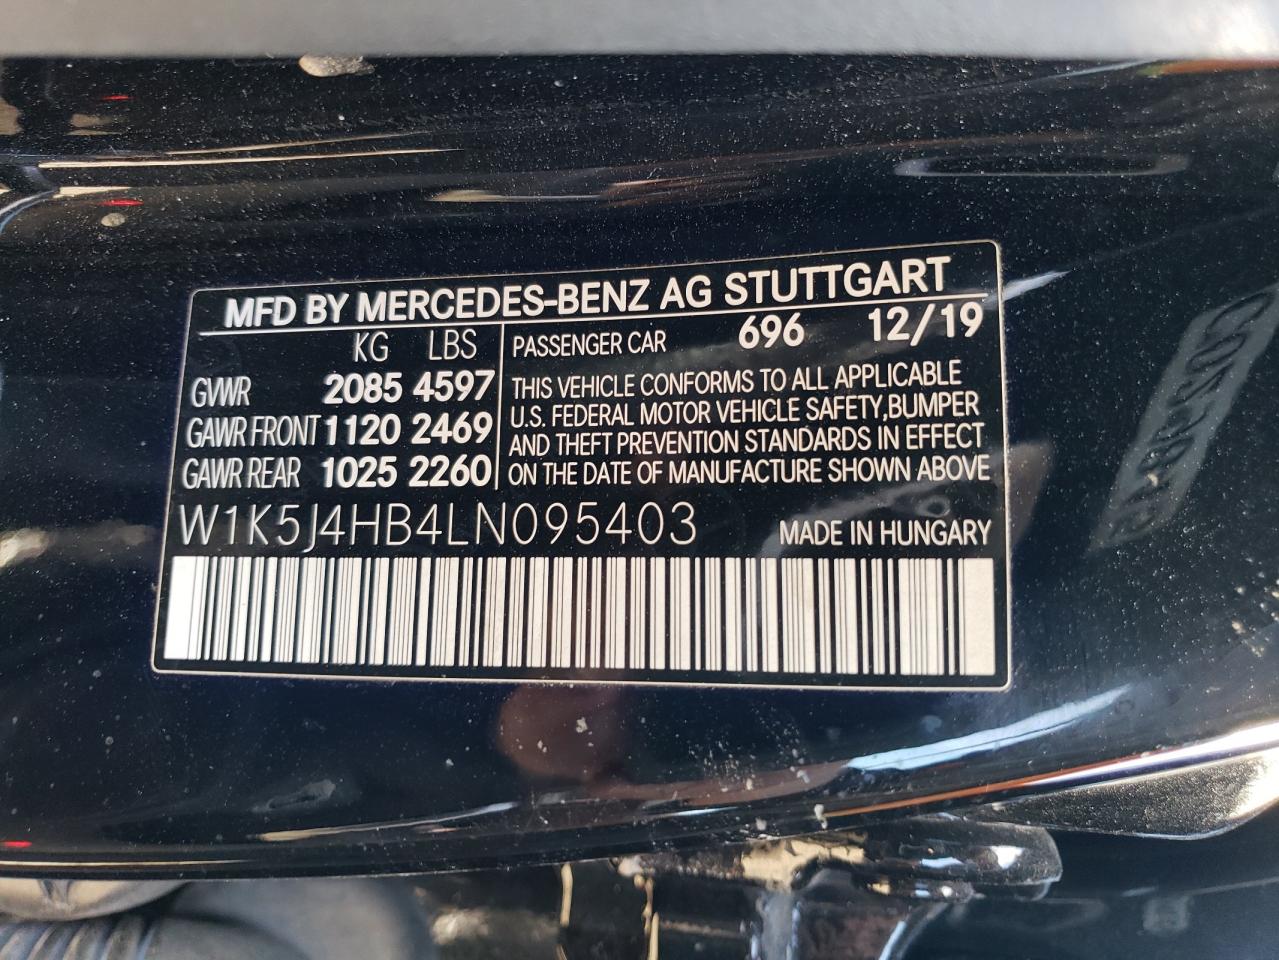 MFD BY MERCEDES-BENZ AG STUTTGART
KG LBS
GVWR 2085 4597
GAWR FRONT 1120 2469
GAWR REAR 1025 2260
PASSENGER CAR 696 12/19
THIS VEHICLE CONFORMS TO ALL APPLICABLE
U.S. FEDERAL MOTOR VEHICLE SAFETY,BUMPER
AND THEFT PREVENTION STANDARDS IN EFFECT
ON THE DATE OF MANUFACTURE SHOWN ABOVE
W1K5J4HB4LN095403 MADE IN HUNGARY